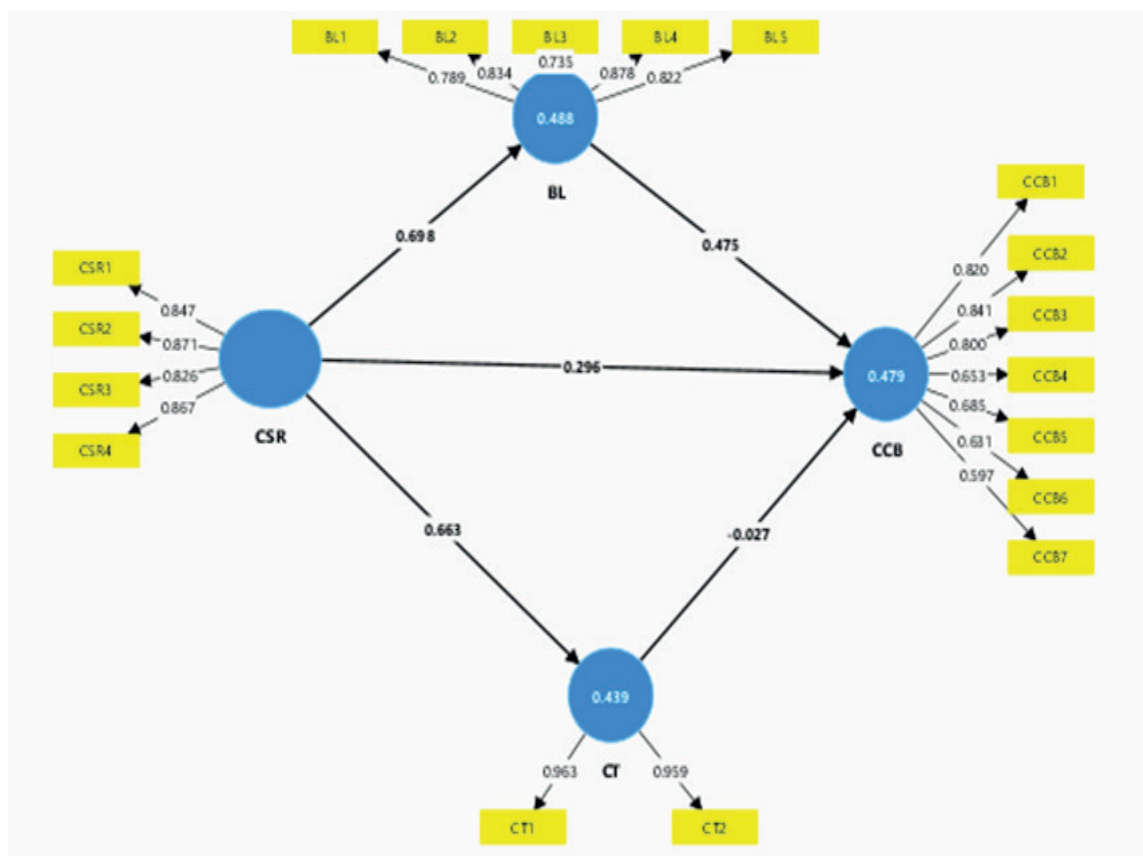 BL1 BL2 BL3 BL4 BL5
0.789 0.834 0.735 0.878 0.822
0.488
BL
0.698
0.475
CSR1
CSR2
CSR3
CSR4
0.847
0.871
0.826
0.867
CSR
0.296
CCB1
CCB2
CCB3
CCB4
CCB5
CCB6
CCB7
0.820
0.841
0.800
0.653
0.685
0.631
0.597
0.479
CCB
0.663
-0.027
0.439
CT
0.963 0.959
CT1 CT2